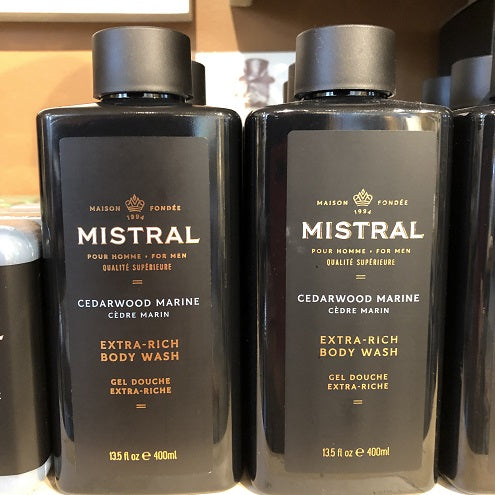 MAISON FONDÉE
1994
MISTRAL
POUR HOMME • FOR MEN
QUALITÉ SUPÉRIEURE
CEDARWOOD MARINE
CÈDRE MARIN
EXTRA-RICH
BODY WASH
GEL DOUCHE
EXTRA-RICHE
13.5 fl oz e 400ml
MAISON FONDÉE
1994
MISTRAL
POUR HOMME • FOR MEN
QUALITÉ SUPÉRIEURE
CEDARWOOD MARINE
CÈDRE MARIN
EXTRA-RICH
BODY WASH
GEL DOUCHE
EXTRA-RICHE
13.5 fl oz e 400ml